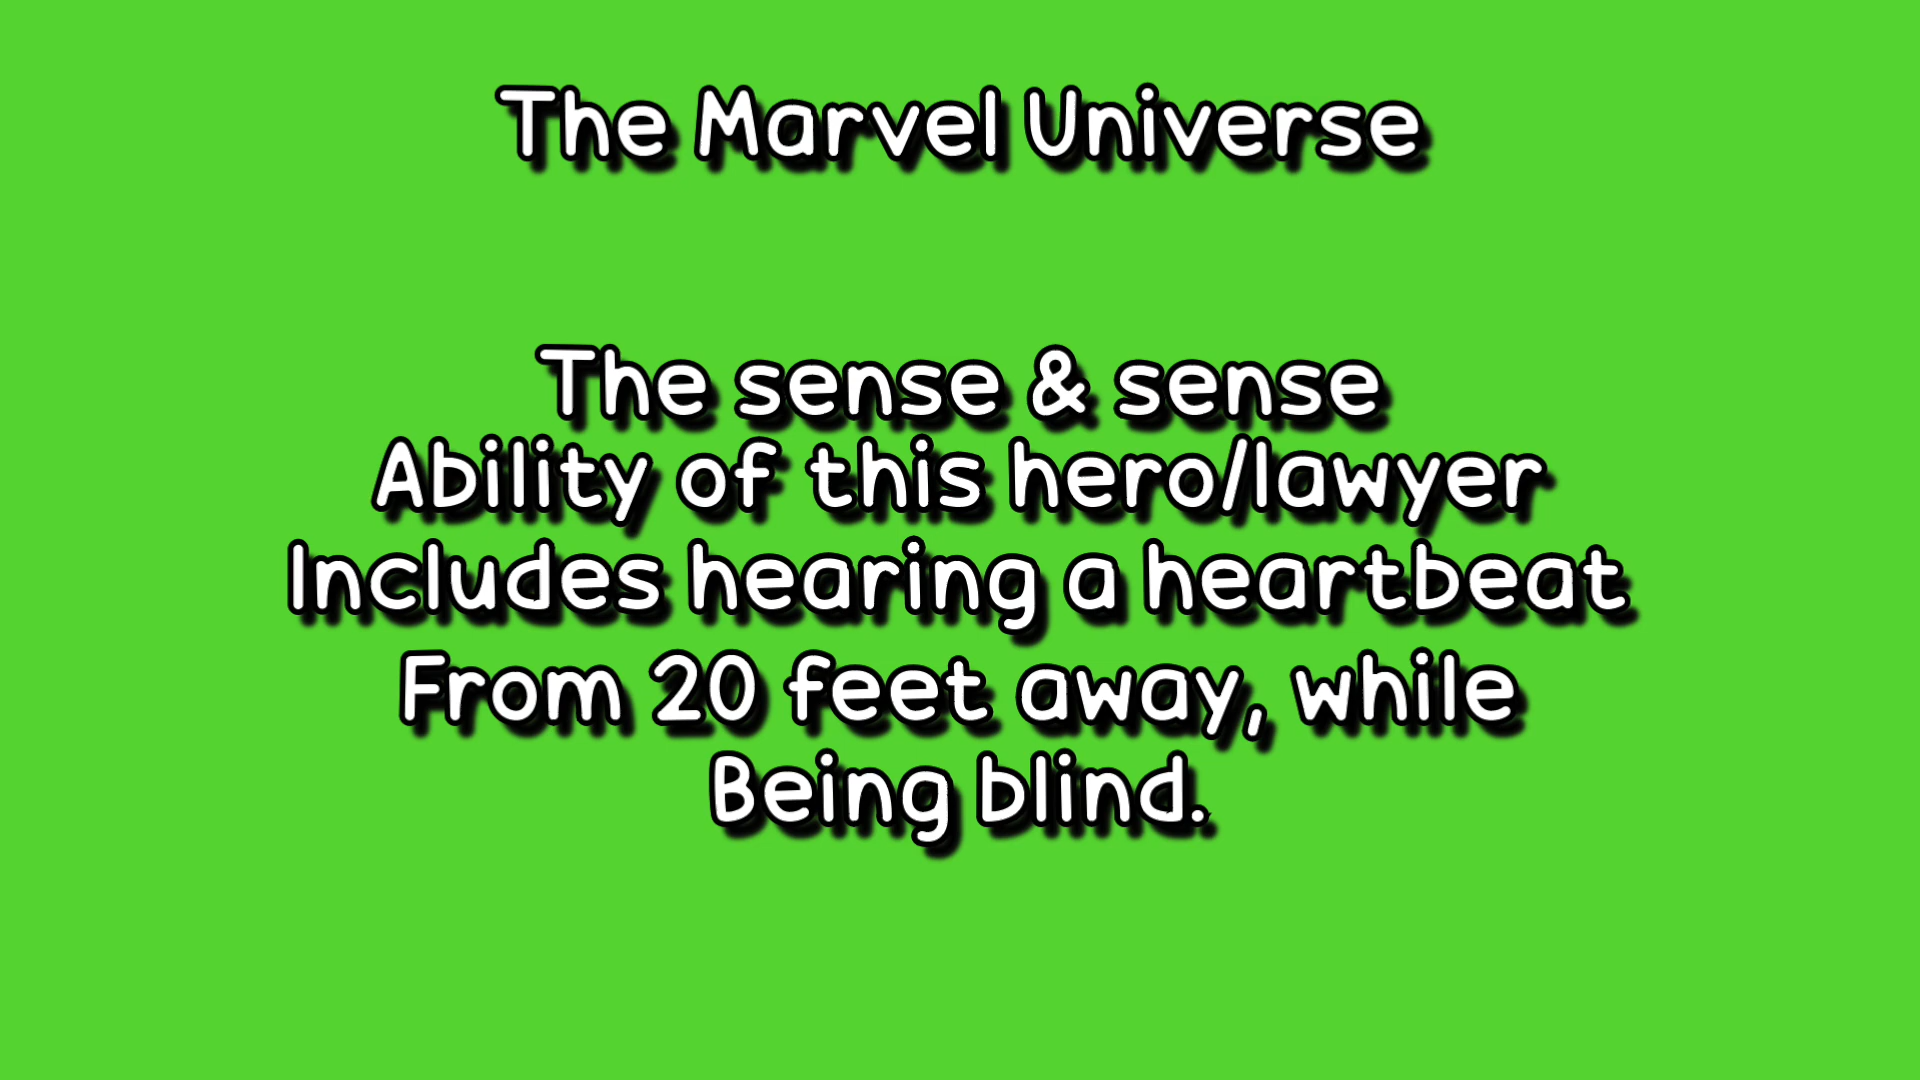 The Marvel Universe
The sense & sense
Ability of this hero/lawyer
Includes hearing a heartbeat
From 20 feet away, while
Being blind.